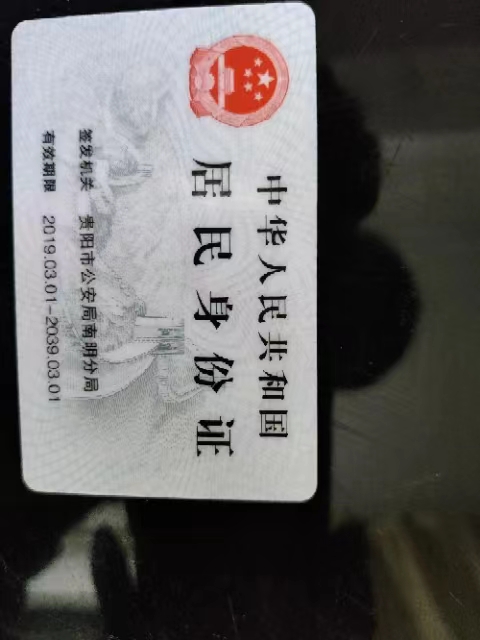 中华人民共和国
居民身份证
签发机关 贵阳市公安局南明分局
有效期限 2019.03.01-2039.03.01